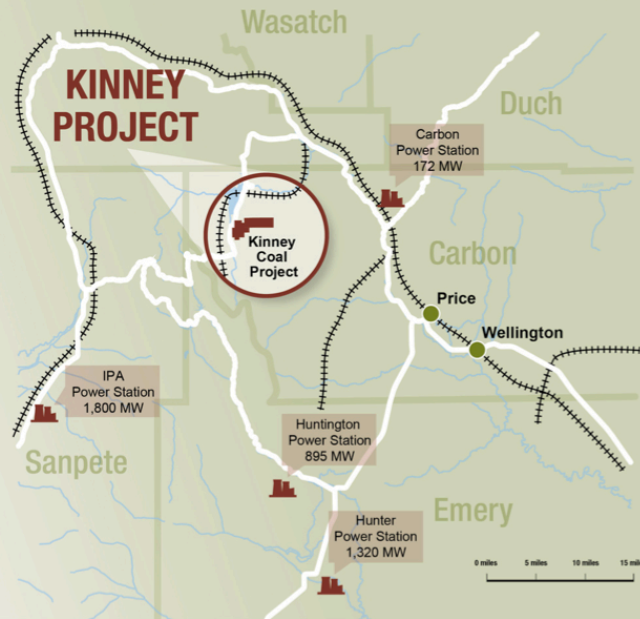 Wasatch
KINNEY
PROJECT
Duch
Carbon
Power Station
172 MW
Kinney
Coal
Project
Carbon
Price
Wellington
IPA
Power Station
1,800 MW
Huntington
Power Station
895 MW
Sanpete
Emery
Hunter
Power Station
1,320 MW
0 miles
5 miles
10 miles
15 mil